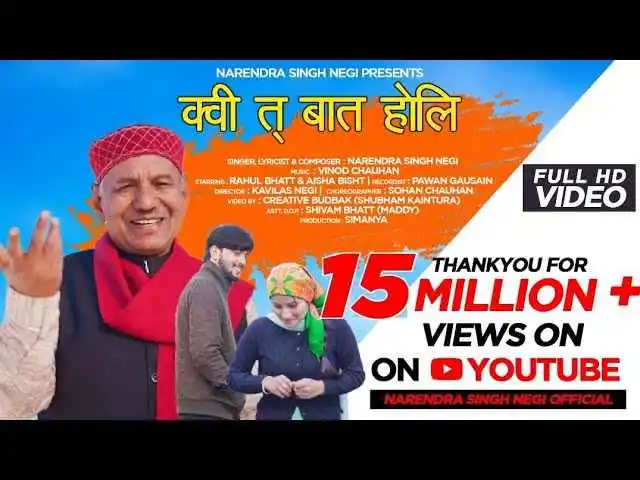 NARENDRA SINGH NEGI PRESENTS
क्वी त् बात होलि
SINGER, LYRICIST & COMPOSER : NARENDRA SINGH NEGI
MUSIC : VINOD CHAUHAN
STARRING : RAHUL BHATT & AISHA BISHT | RECORDIST : PAWAN GAUSAIN
DIRECTOR : KAVILAS NEGI | CHOREOGRAPHER : SOHAN CHAUHAN
VIDEO BY : CREATIVE BUDBAK (SHUBHAM KAINTURA)
ASTT. D.O.P : SHIVAM BHATT (MADDY)
PRODUCTION : SIMANYA
FULL HD
VIDEO
THANKYOU FOR
15 MILLION +
VIEWS ON
ON YOUTUBE
NARENDRA SINGH NEGI OFFICIAL